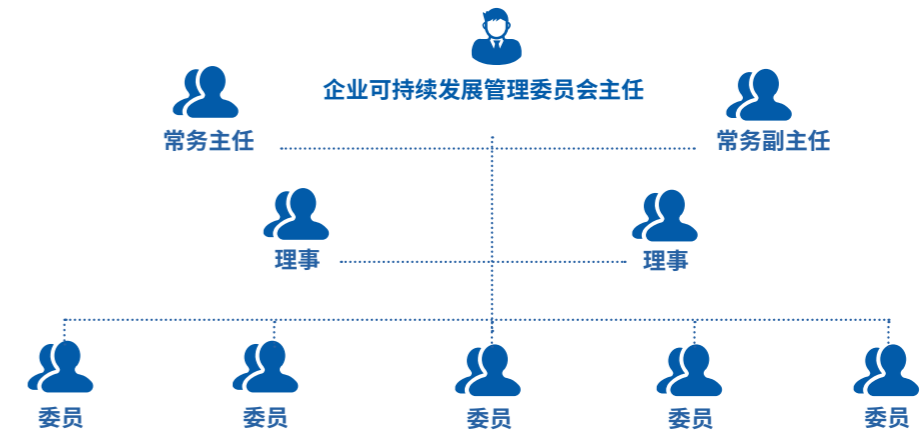 企业可持续发展管理委员会主任
常务主任
常务副主任
理事
理事
委员
委员
委员
委员
委员